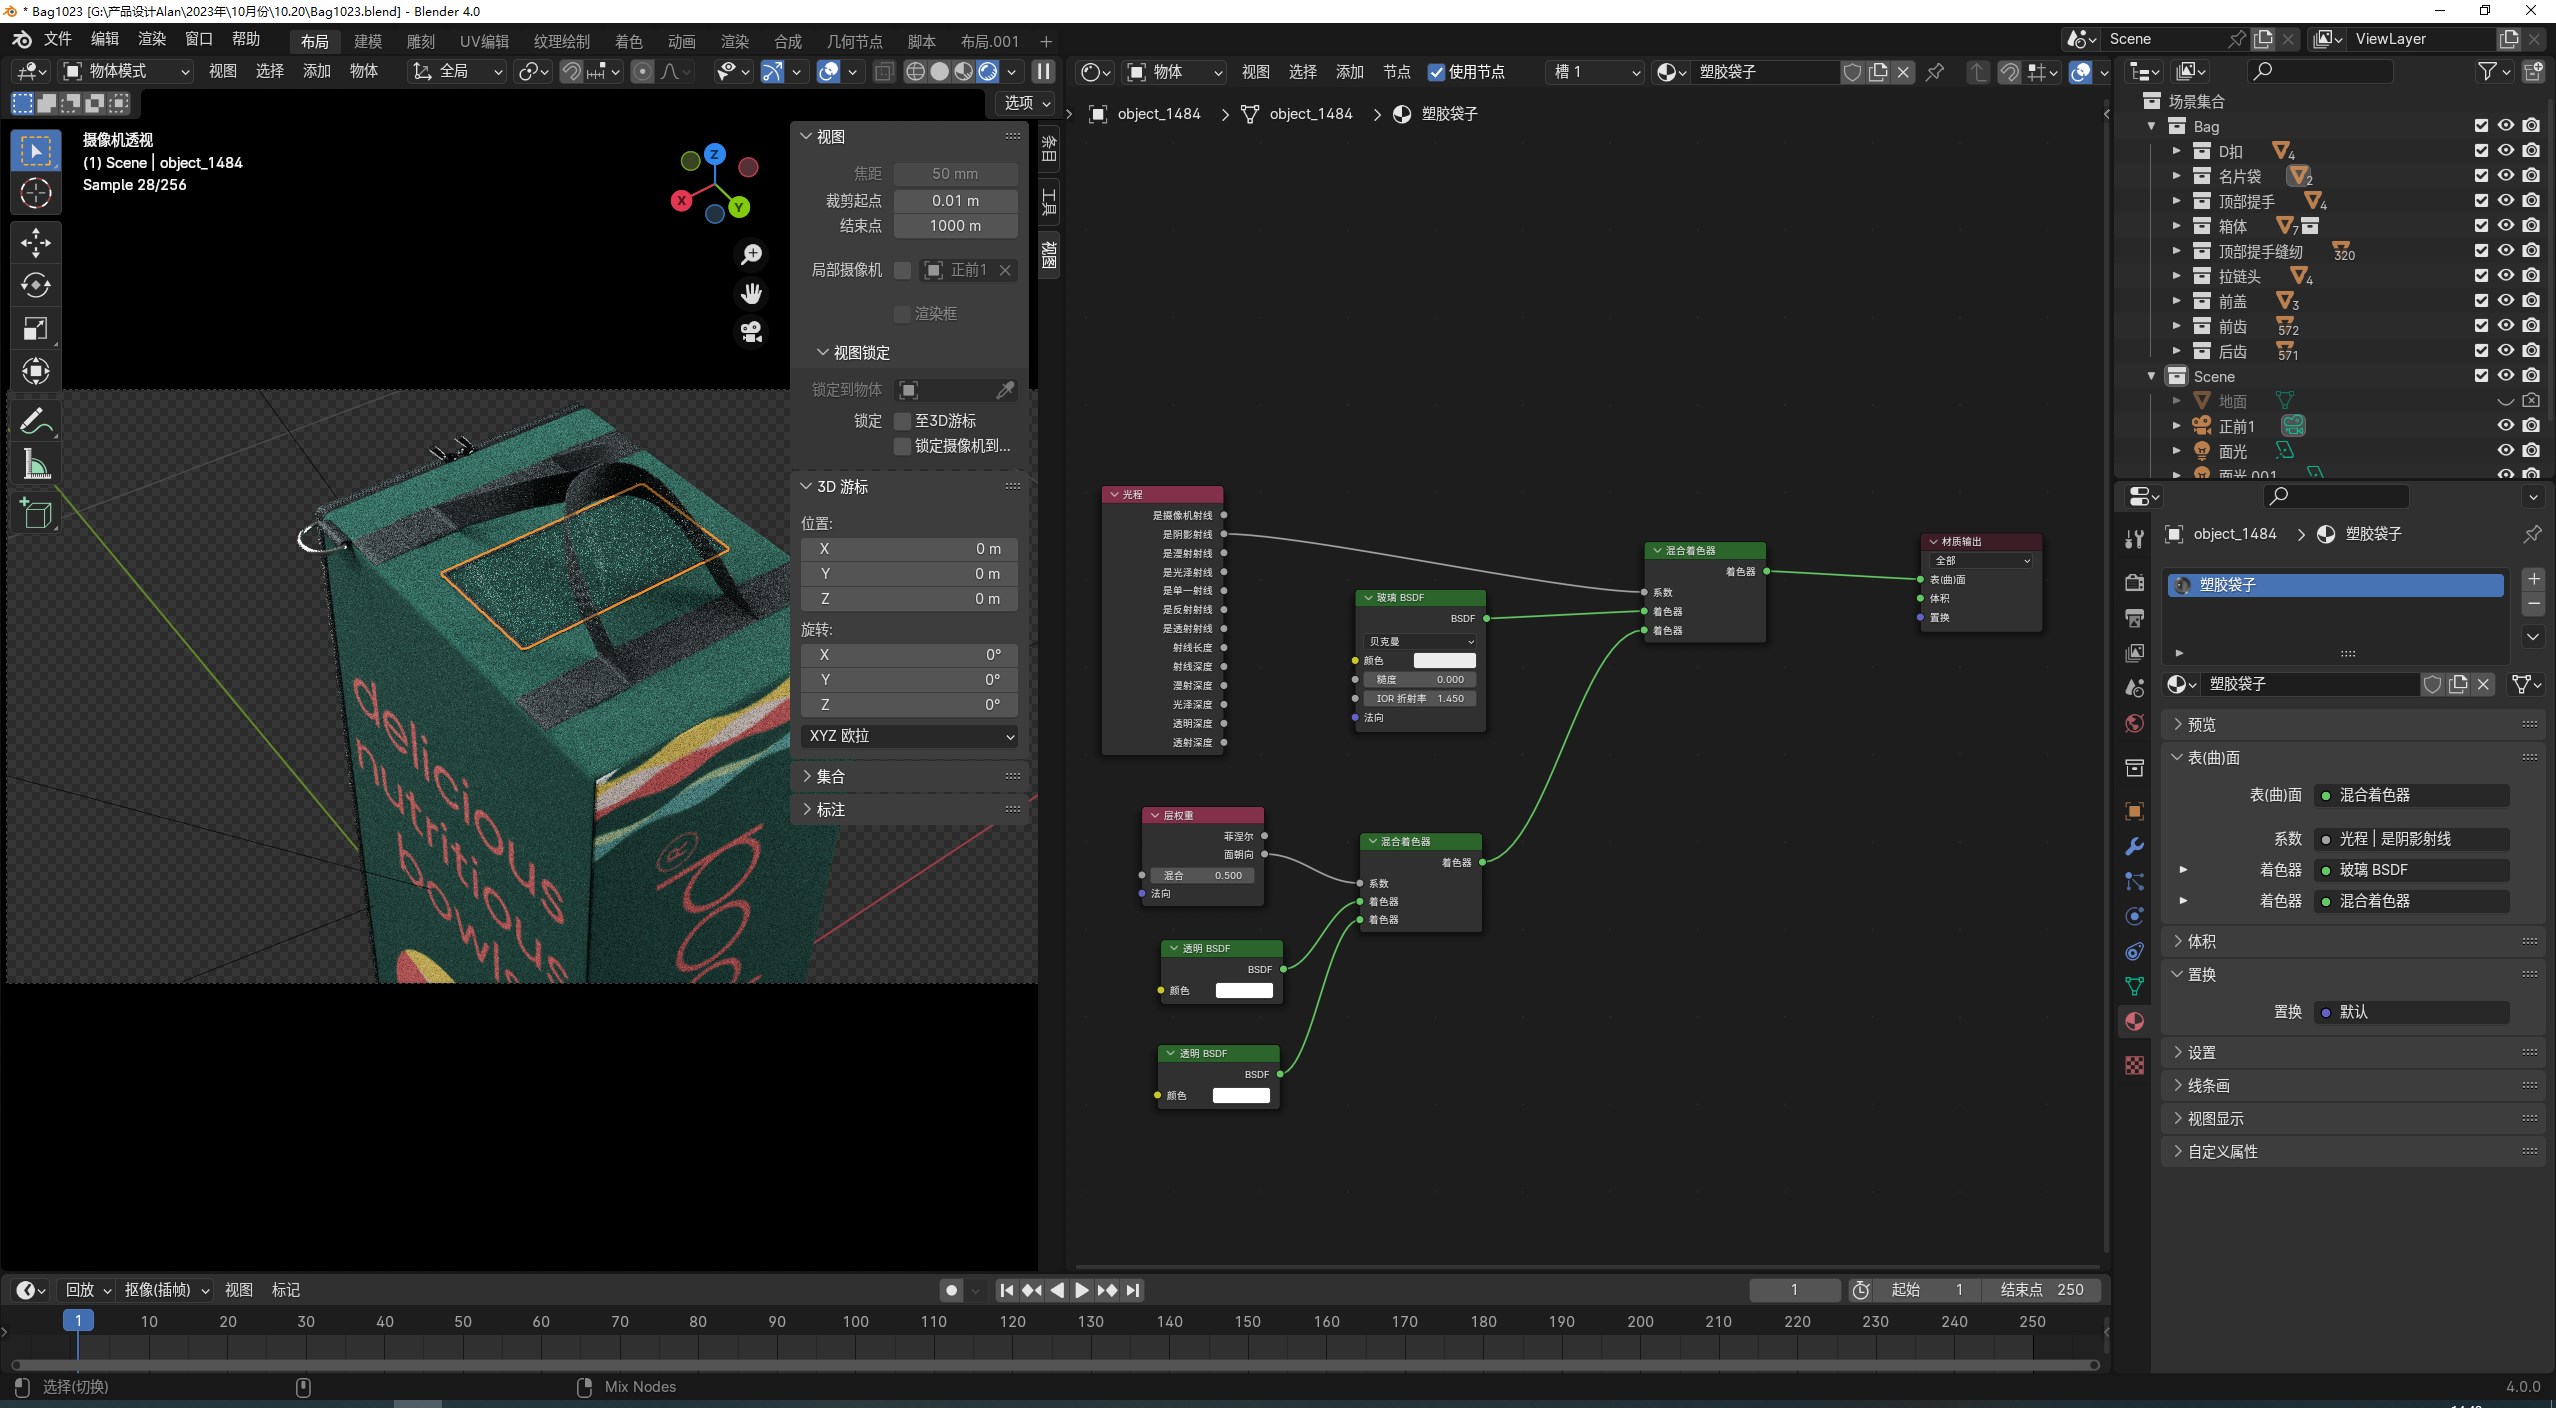 * Bag1023 [G:\产品设计Alan\2023年\10月份\10.20\Bag1023.blend] - Blender 4.0
文件 编辑 渲染 窗口 帮助 布局 建模 雕刻 UV编辑 纹理绘制 着色 动画 渲染 合成 几何节点 脚本 布局.001 +
Scene ViewLayer
物体模式 视图 选择 添加 物体 全局
选项
摄像机透视
(1) Scene | object_1484
Sample 28/256
Z
X
Y
视图
焦距 50 mm
裁剪起点 0.01 m
结束点 1000 m
局部摄像机 正前1
渲染框
视图锁定
锁定到物体
锁定 至3D游标
锁定摄像机到...
3D 游标
位置:
X 0 m
Y 0 m
Z 0 m
旋转:
X 0°
Y 0°
Z 0°
XYZ 欧拉
集合
标注
条目
工具
视图
delicious
nutritious
®
物体 视图 选择 添加 节点 使用节点 槽 1 塑胶袋子
object_1484 > object_1484 > 塑胶袋子
光程
是摄像机射线
是阴影射线
是漫射射线
是光泽射线
是单一射线
是反射射线
是透射射线
射线长度
射线深度
漫射深度
光泽深度
透明深度
透射深度
玻璃 BSDF
BSDF
贝克曼
颜色
糙度 0.000
IOR 折射率 1.450
法向
混合着色器
着色器
系数
着色器
着色器
材质输出
全部
表(曲)面
体积
置换
层权重
菲涅尔
面朝向
混合 0.500
法向
混合着色器
着色器
系数
着色器
着色器
透明 BSDF
BSDF
颜色
透明 BSDF
BSDF
颜色
场景集合
Bag
D扣 4
名片袋 2
顶部提手 4
箱体 7
顶部提手缝纫 320
拉链头 4
前盖 3
前齿 572
后齿 571
Scene
地面
正前1
面光
面光.001
object_1484 > 塑胶袋子
塑胶袋子
塑胶袋子
预览
表(曲)面
表(曲)面 混合着色器
系数 光程 | 是阴影射线
着色器 玻璃 BSDF
着色器 混合着色器
体积
置换
置换 默认
设置
线条画
视图显示
自定义属性
回放 抠像(插帧) 视图 标记
1 起始 1 结束点 250
1 10 20 30 40 50 60 70 80 90 100 110 120 130 140 150 160 170 180 190 200 210 220 230 240 250
选择(切换) Mix Nodes 4.0.0